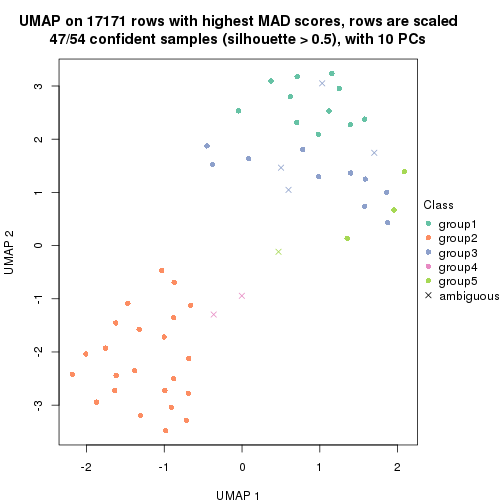 UMAP on 17171 rows with highest MAD scores, rows are scaled
47/54 confident samples (silhouette > 0.5), with 10 PCs
3
2
1
0
-1
-2
-3
UMAP 2
-2
-1
0
1
2
UMAP 1
Class
group1
group2
group3
group4
group5
ambiguous